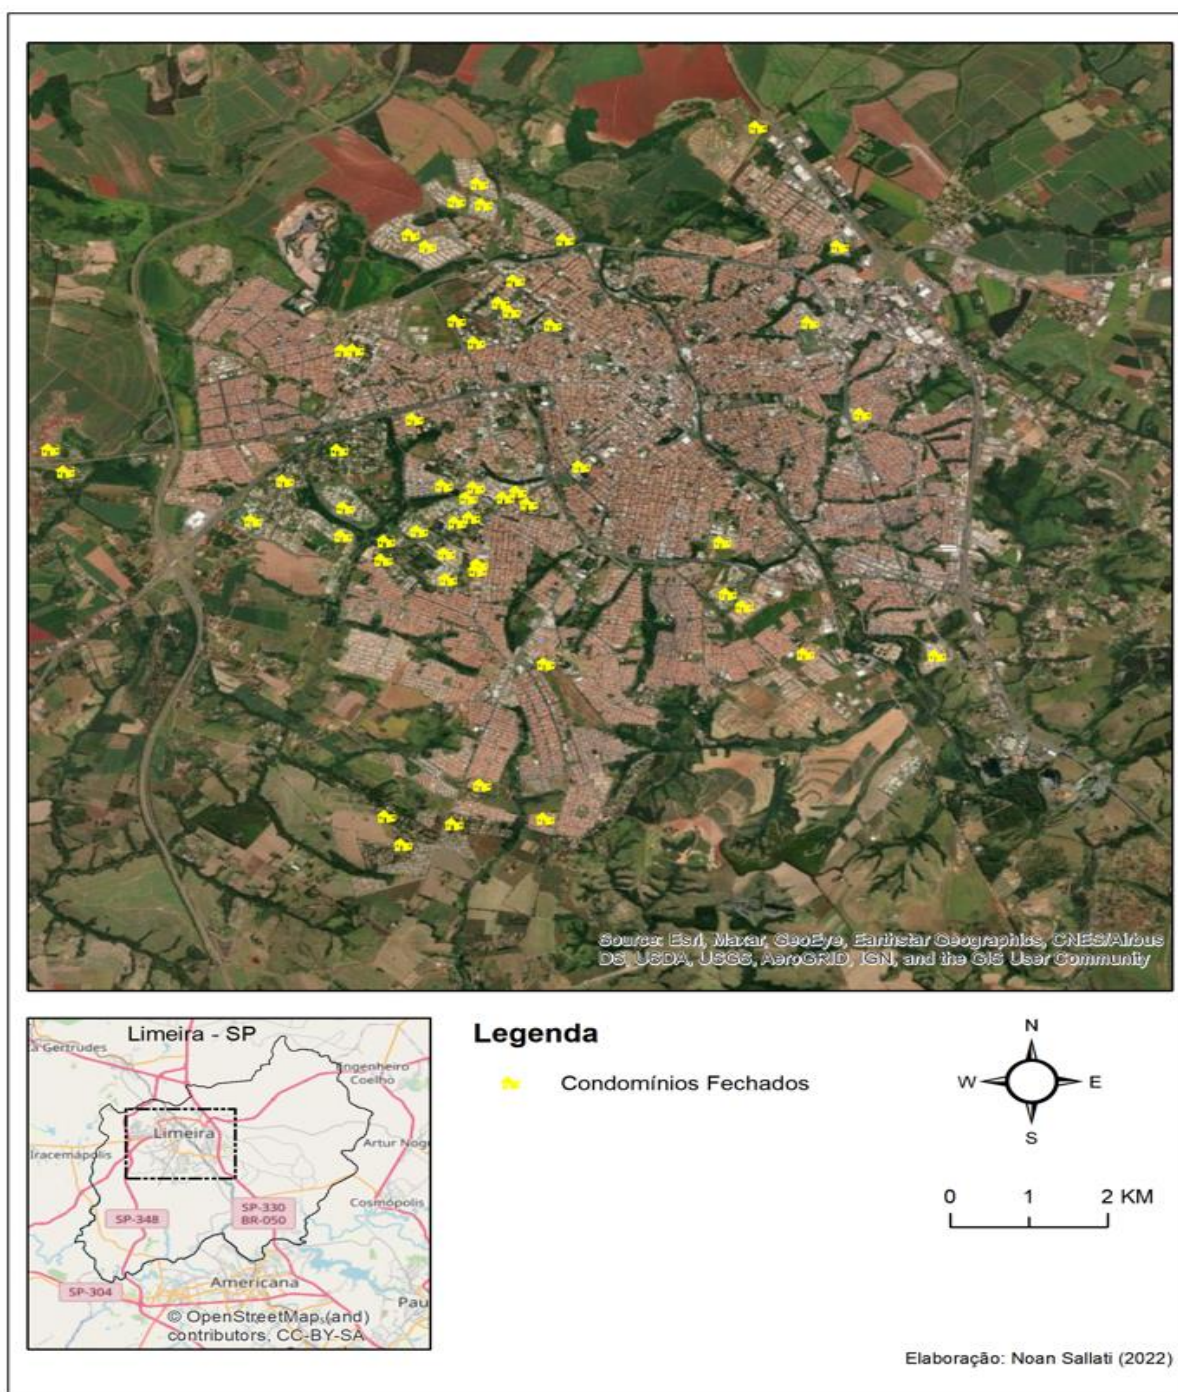 Source: Esri, Maxar, GeoEye, Earthstar Geographics, CNES/Airbus
DS, USDA, USGS, AeroGRID, IGN, and the GIS User Community
Limeira - SP
a Gertrudes
Engenheiro
Coelho
Limeira
Artur Nog
Iracemápolis
Cosmópolis
SP-348
SP-330
BR-050
Americana
SP-304
Pau
© OpenStreetMap (and)
contributors, CC-BY-SA
Legenda
Condomínios Fechados
N
W
E
S
0 1 2 KM
Elaboração: Noan Sallati (2022)